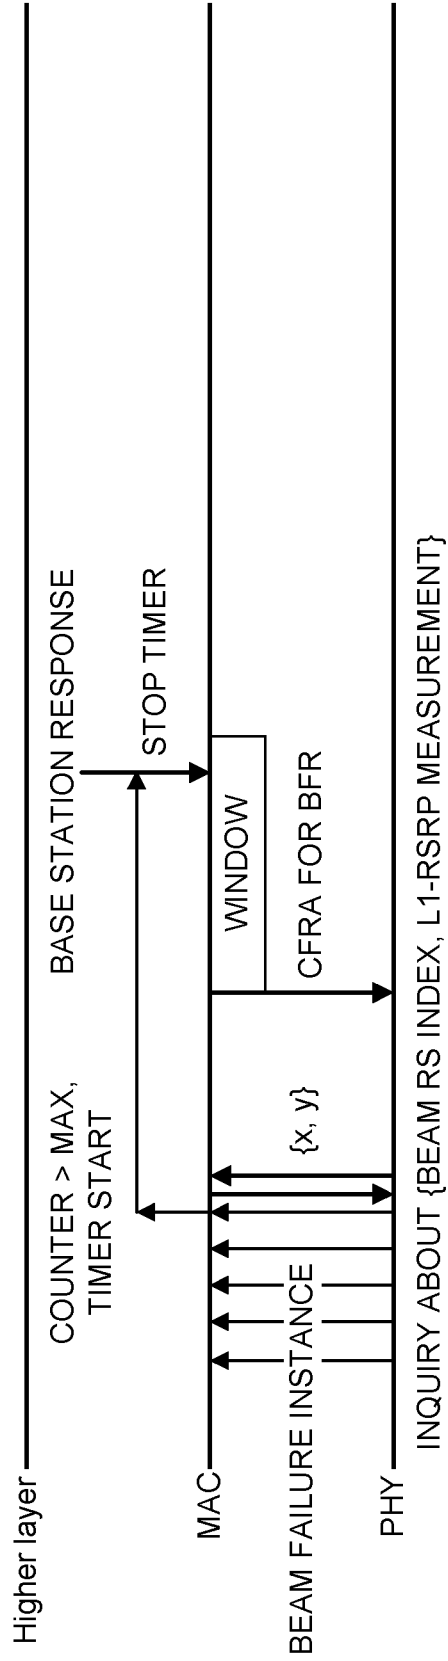 Higher layer
COUNTER > MAX,
TIMER START
BASE STATION RESPONSE
STOP TIMER
MAC
WINDOW
BEAM FAILURE INSTANCE
{x, y}
CFRA FOR BFR
PHY
INQUIRY ABOUT {BEAM RS INDEX, L1-RSRP MEASUREMENT}